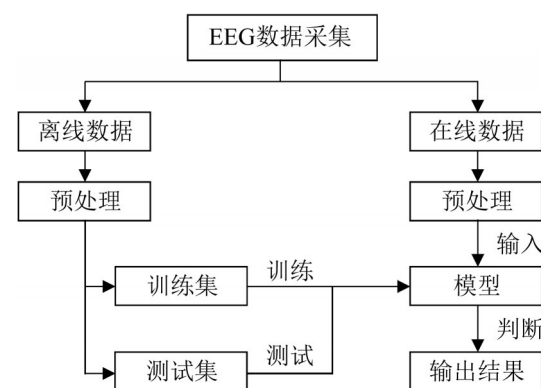 EEG数据采集
离线数据
在线数据
预处理
预处理
输入
训练集
训练
模型
判断
测试集
测试
输出结果